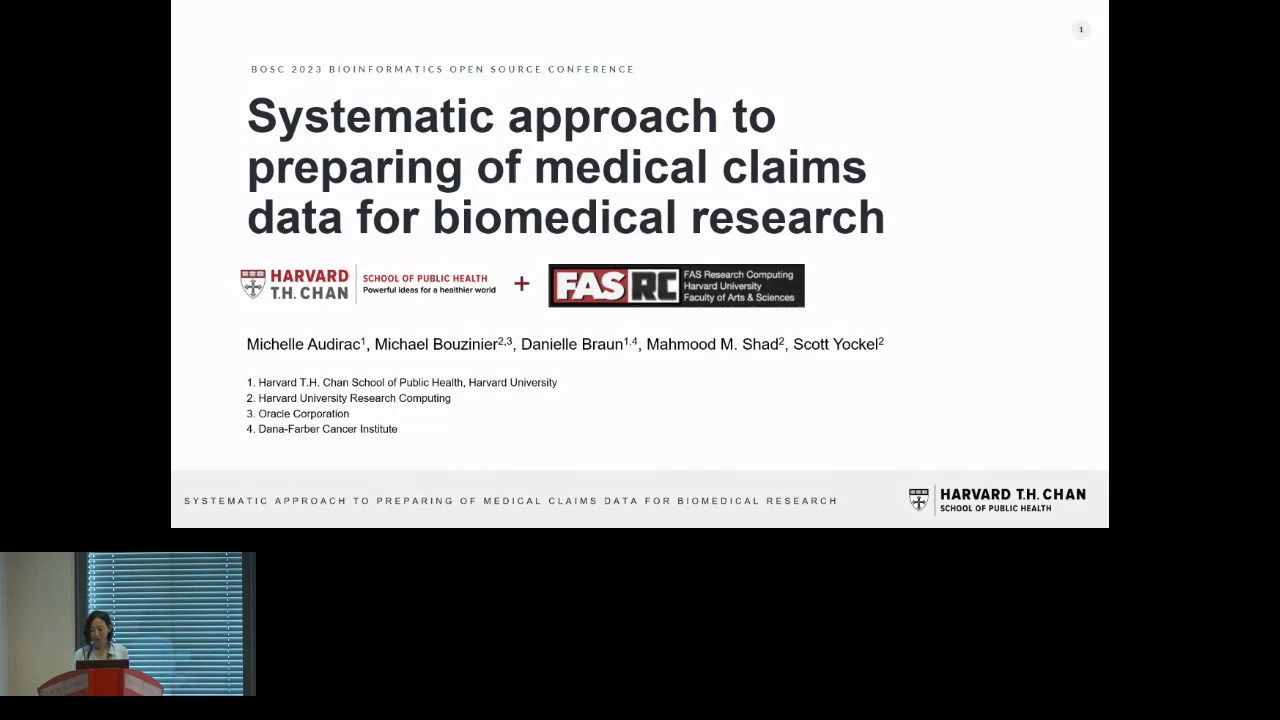 1
BOSC 2023 BIOINFORMATICS OPEN SOURCE CONFERENCE
Systematic approach to
preparing of medical claims
data for biomedical research
HARVARD
T.H. CHAN
SCHOOL OF PUBLIC HEALTH
Powerful ideas for a healthier world
+
FAS RC
FAS Research Computing
Harvard University
Faculty of Arts & Sciences
Michelle Audirac1, Michael Bouzinier2,3, Danielle Braun1,4, Mahmood M. Shad2, Scott Yockel2
1. Harvard T.H. Chan School of Public Health, Harvard University
2. Harvard University Research Computing
3. Oracle Corporation
4. Dana-Farber Cancer Institute
SYSTEMATIC APPROACH TO PREPARING OF MEDICAL CLAIMS DATA FOR BIOMEDICAL RESEARCH
HARVARD T.H. CHAN
SCHOOL OF PUBLIC HEALTH